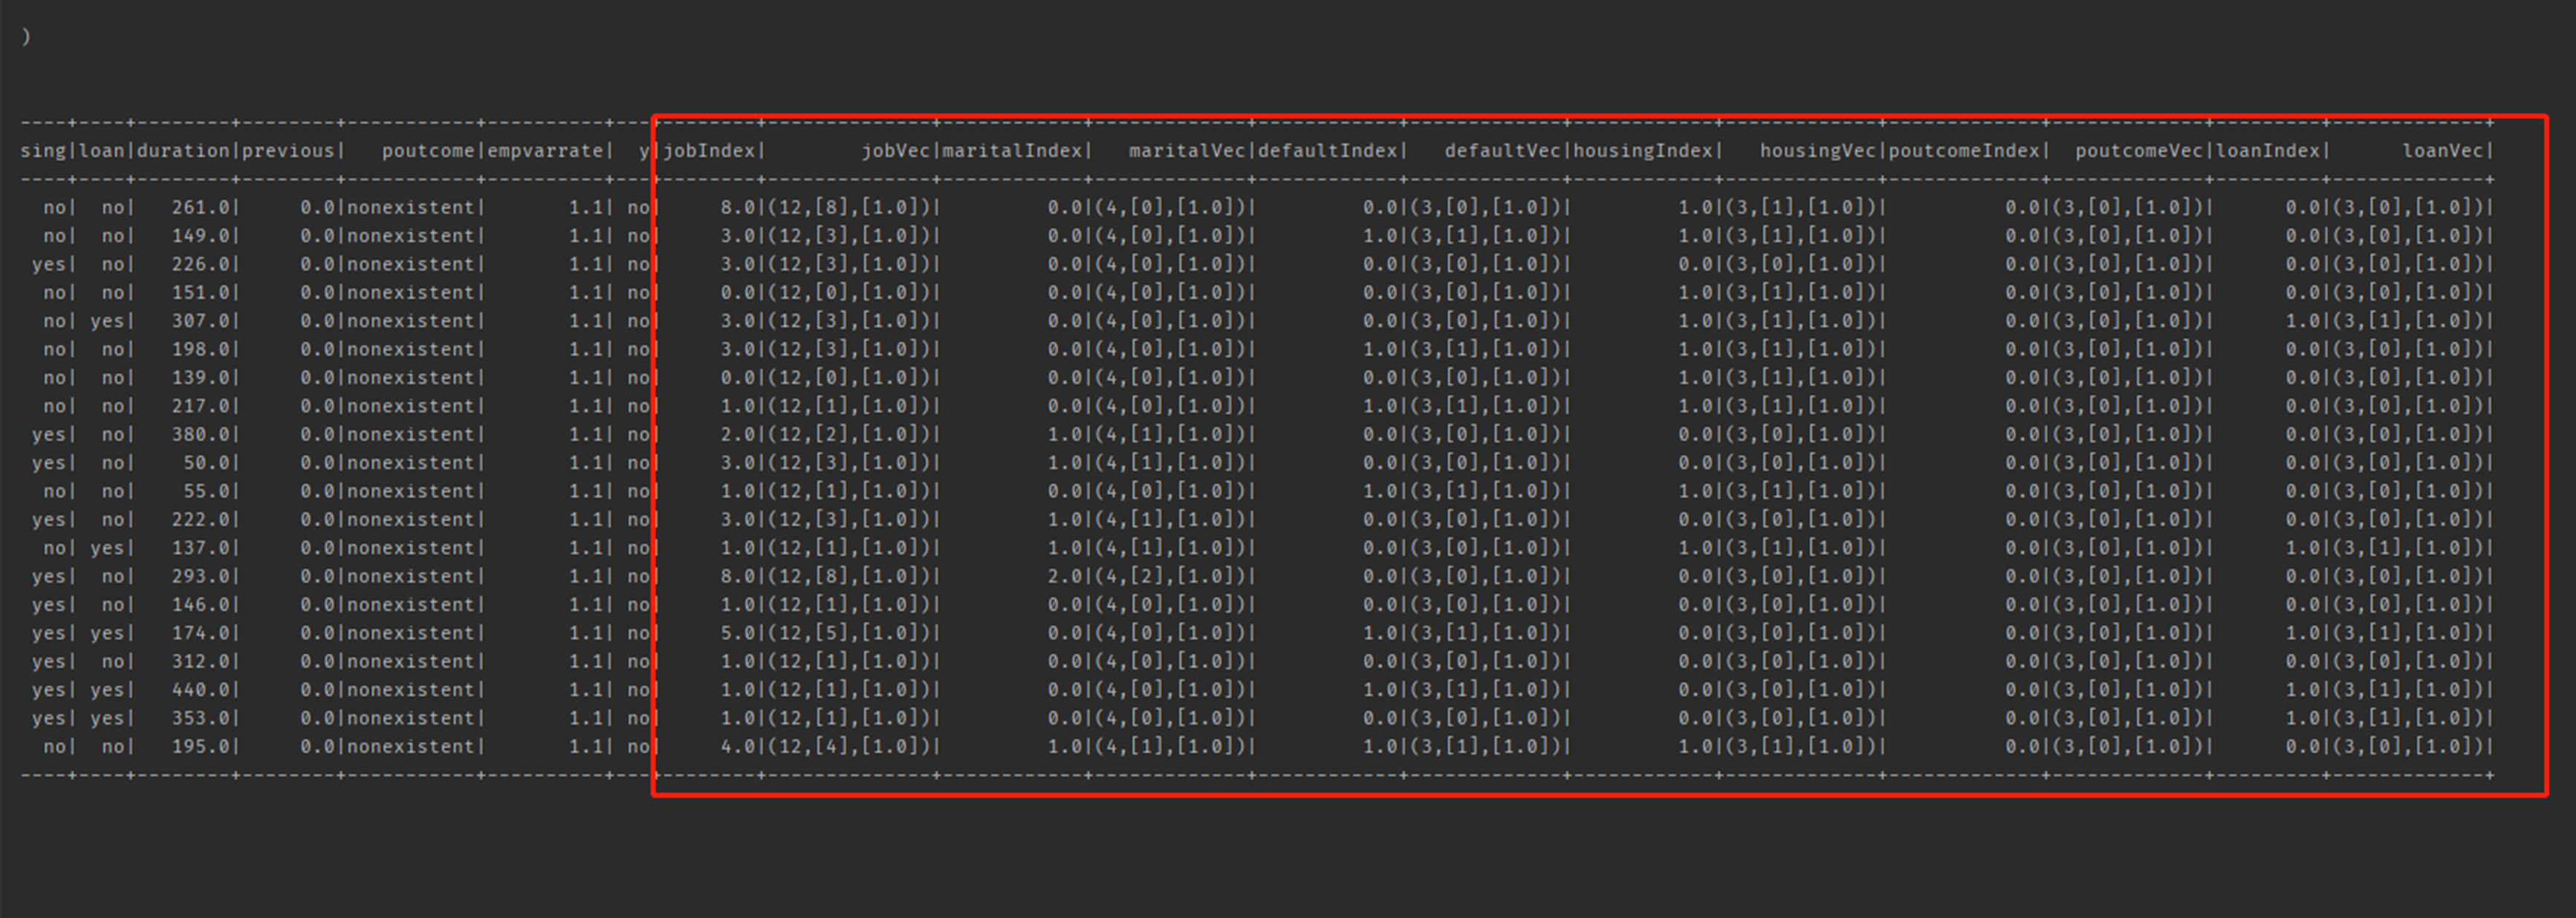 )
----+----+--------+--------+-----------+----------+---+--------+--------------+------------+-------------+------------+-------------+------------+-------------+-------------+-------------+---------+-------------+
sing|loan|duration|previous|   poutcome|empvarrate|  y|jobIndex|        jobVec|maritalIndex|   maritalVec|defaultIndex|   defaultVec|housingIndex|   housingVec|poutcomeIndex|  poutcomeVec|loanIndex|      loanVec|
----+----+--------+--------+-----------+----------+---+--------+--------------+------------+-------------+------------+-------------+------------+-------------+-------------+-------------+---------+-------------+
  no|  no|   261.0|     0.0|nonexistent|       1.1| no|     8.0|(12,[8],[1.0])|         0.0|(4,[0],[1.0])|         0.0|(3,[0],[1.0])|         1.0|(3,[1],[1.0])|          0.0|(3,[0],[1.0])|      0.0|(3,[0],[1.0])|
  no|  no|   149.0|     0.0|nonexistent|       1.1| no|     3.0|(12,[3],[1.0])|         0.0|(4,[0],[1.0])|         1.0|(3,[1],[1.0])|         1.0|(3,[1],[1.0])|          0.0|(3,[0],[1.0])|      0.0|(3,[0],[1.0])|
 yes|  no|   226.0|     0.0|nonexistent|       1.1| no|     3.0|(12,[3],[1.0])|         0.0|(4,[0],[1.0])|         0.0|(3,[0],[1.0])|         0.0|(3,[0],[1.0])|          0.0|(3,[0],[1.0])|      0.0|(3,[0],[1.0])|
  no|  no|   151.0|     0.0|nonexistent|       1.1| no|     0.0|(12,[0],[1.0])|         0.0|(4,[0],[1.0])|         0.0|(3,[0],[1.0])|         1.0|(3,[1],[1.0])|          0.0|(3,[0],[1.0])|      0.0|(3,[0],[1.0])|
  no| yes|   307.0|     0.0|nonexistent|       1.1| no|     3.0|(12,[3],[1.0])|         0.0|(4,[0],[1.0])|         0.0|(3,[0],[1.0])|         1.0|(3,[1],[1.0])|          0.0|(3,[0],[1.0])|      1.0|(3,[1],[1.0])|
  no|  no|   198.0|     0.0|nonexistent|       1.1| no|     3.0|(12,[3],[1.0])|         0.0|(4,[0],[1.0])|         1.0|(3,[1],[1.0])|         1.0|(3,[1],[1.0])|          0.0|(3,[0],[1.0])|      0.0|(3,[0],[1.0])|
  no|  no|   139.0|     0.0|nonexistent|       1.1| no|     0.0|(12,[0],[1.0])|         0.0|(4,[0],[1.0])|         0.0|(3,[0],[1.0])|         1.0|(3,[1],[1.0])|          0.0|(3,[0],[1.0])|      0.0|(3,[0],[1.0])|
  no|  no|   217.0|     0.0|nonexistent|       1.1| no|     1.0|(12,[1],[1.0])|         0.0|(4,[0],[1.0])|         1.0|(3,[1],[1.0])|         1.0|(3,[1],[1.0])|          0.0|(3,[0],[1.0])|      0.0|(3,[0],[1.0])|
 yes|  no|   380.0|     0.0|nonexistent|       1.1| no|     2.0|(12,[2],[1.0])|         1.0|(4,[1],[1.0])|         0.0|(3,[0],[1.0])|         0.0|(3,[0],[1.0])|          0.0|(3,[0],[1.0])|      0.0|(3,[0],[1.0])|
 yes|  no|    50.0|     0.0|nonexistent|       1.1| no|     3.0|(12,[3],[1.0])|         1.0|(4,[1],[1.0])|         0.0|(3,[0],[1.0])|         0.0|(3,[0],[1.0])|          0.0|(3,[0],[1.0])|      0.0|(3,[0],[1.0])|
  no|  no|    55.0|     0.0|nonexistent|       1.1| no|     1.0|(12,[1],[1.0])|         0.0|(4,[0],[1.0])|         1.0|(3,[1],[1.0])|         1.0|(3,[1],[1.0])|          0.0|(3,[0],[1.0])|      0.0|(3,[0],[1.0])|
 yes|  no|   222.0|     0.0|nonexistent|       1.1| no|     3.0|(12,[3],[1.0])|         1.0|(4,[1],[1.0])|         0.0|(3,[0],[1.0])|         0.0|(3,[0],[1.0])|          0.0|(3,[0],[1.0])|      0.0|(3,[0],[1.0])|
  no| yes|   137.0|     0.0|nonexistent|       1.1| no|     1.0|(12,[1],[1.0])|         1.0|(4,[1],[1.0])|         0.0|(3,[0],[1.0])|         1.0|(3,[1],[1.0])|          0.0|(3,[0],[1.0])|      1.0|(3,[1],[1.0])|
 yes|  no|   293.0|     0.0|nonexistent|       1.1| no|     8.0|(12,[8],[1.0])|         2.0|(4,[2],[1.0])|         0.0|(3,[0],[1.0])|         0.0|(3,[0],[1.0])|          0.0|(3,[0],[1.0])|      0.0|(3,[0],[1.0])|
 yes|  no|   146.0|     0.0|nonexistent|       1.1| no|     1.0|(12,[1],[1.0])|         0.0|(4,[0],[1.0])|         0.0|(3,[0],[1.0])|         0.0|(3,[0],[1.0])|          0.0|(3,[0],[1.0])|      0.0|(3,[0],[1.0])|
 yes| yes|   174.0|     0.0|nonexistent|       1.1| no|     5.0|(12,[5],[1.0])|         0.0|(4,[0],[1.0])|         1.0|(3,[1],[1.0])|         0.0|(3,[0],[1.0])|          0.0|(3,[0],[1.0])|      1.0|(3,[1],[1.0])|
 yes|  no|   312.0|     0.0|nonexistent|       1.1| no|     1.0|(12,[1],[1.0])|         0.0|(4,[0],[1.0])|         0.0|(3,[0],[1.0])|         0.0|(3,[0],[1.0])|          0.0|(3,[0],[1.0])|      0.0|(3,[0],[1.0])|
 yes| yes|   440.0|     0.0|nonexistent|       1.1| no|     1.0|(12,[1],[1.0])|         0.0|(4,[0],[1.0])|         1.0|(3,[1],[1.0])|         0.0|(3,[0],[1.0])|          0.0|(3,[0],[1.0])|      1.0|(3,[1],[1.0])|
 yes| yes|   353.0|     0.0|nonexistent|       1.1| no|     1.0|(12,[1],[1.0])|         0.0|(4,[0],[1.0])|         0.0|(3,[0],[1.0])|         0.0|(3,[0],[1.0])|          0.0|(3,[0],[1.0])|      1.0|(3,[1],[1.0])|
  no|  no|   195.0|     0.0|nonexistent|       1.1| no|     4.0|(12,[4],[1.0])|         1.0|(4,[1],[1.0])|         1.0|(3,[1],[1.0])|         1.0|(3,[1],[1.0])|          0.0|(3,[0],[1.0])|      0.0|(3,[0],[1.0])|
----+----+--------+--------+-----------+----------+---+--------+--------------+------------+-------------+------------+-------------+------------+-------------+-------------+-------------+---------+-------------+